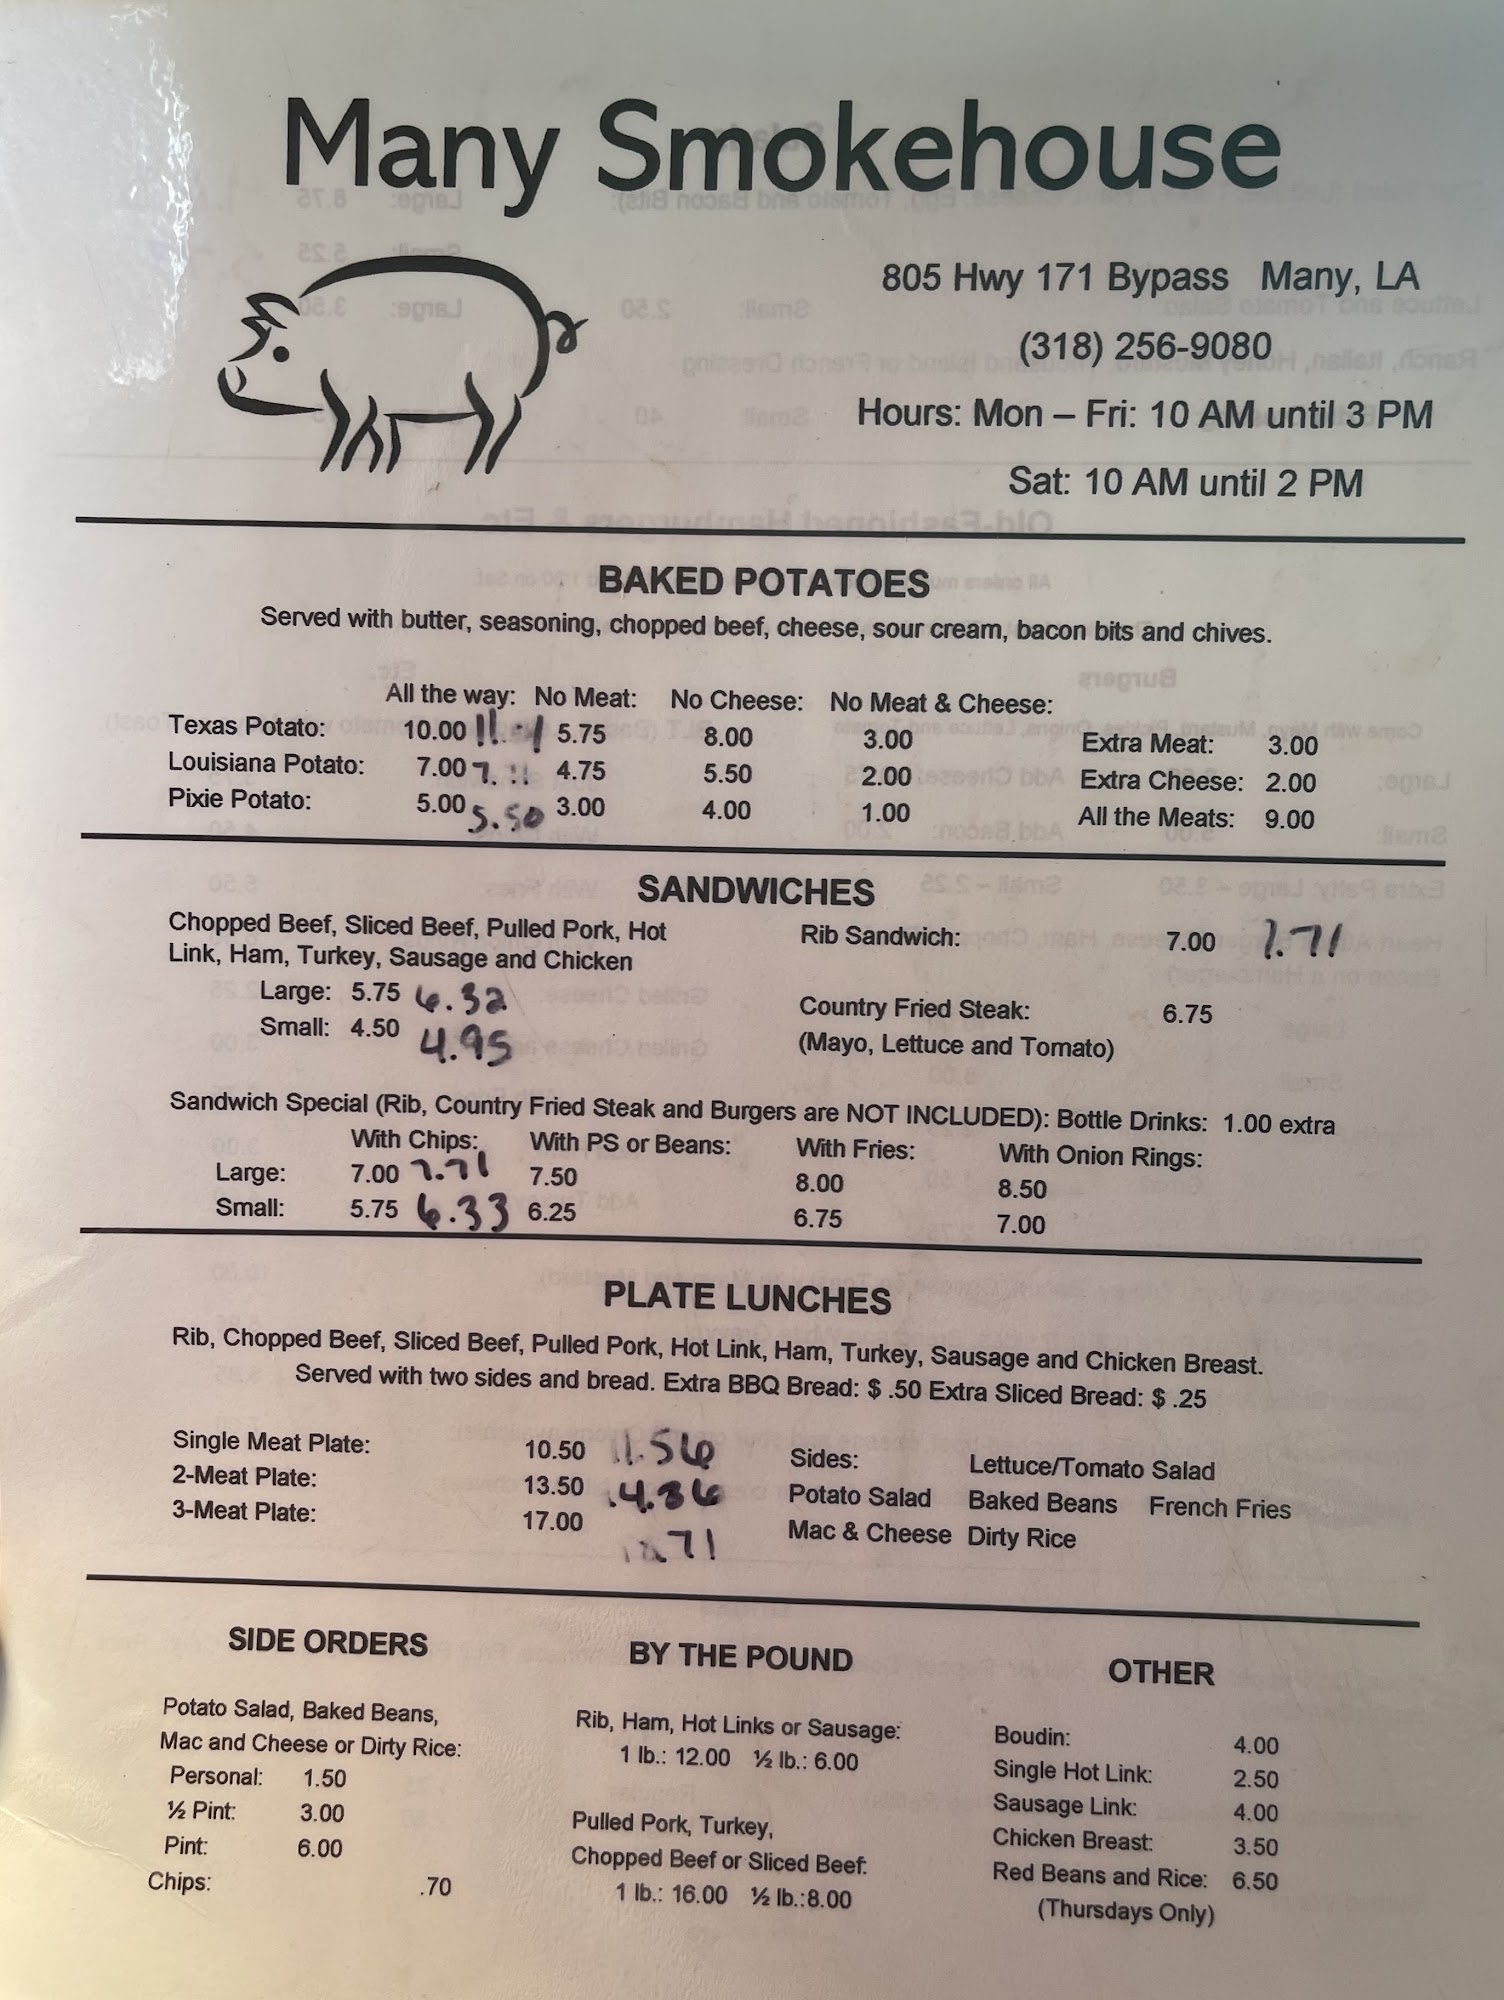 Many Smokehouse
805 Hwy 171 Bypass Many, LA
(318) 256-9080
Hours: Mon – Fri: 10 AM until 3 PM
Sat: 10 AM until 2 PM
BAKED POTATOES
Served with butter, seasoning, chopped beef, cheese, sour cream, bacon bits and chives.
All the way: No Meat: No Cheese: No Meat & Cheese:
Texas Potato: 10.00 5.75 8.00 3.00 Extra Meat: 3.00
Louisiana Potato: 7.00 7.11 4.75 5.50 2.00 Extra Cheese: 2.00
Pixie Potato: 5.00 5.50 3.00 4.00 1.00 All the Meats: 9.00
SANDWICHES
Chopped Beef, Sliced Beef, Pulled Pork, Hot
Link, Ham, Turkey, Sausage and Chicken
Large: 5.75 6.32
Small: 4.50 4.95
Rib Sandwich: 7.00 7.71
Country Fried Steak: 6.75
(Mayo, Lettuce and Tomato)
Sandwich Special (Rib, Country Fried Steak and Burgers are NOT INCLUDED): Bottle Drinks: 1.00 extra
With Chips: With PS or Beans: With Fries: With Onion Rings:
Large: 7.00 7.71 7.50 8.00 8.50
Small: 5.75 6.33 6.25 6.75 7.00
PLATE LUNCHES
Rib, Chopped Beef, Sliced Beef, Pulled Pork, Hot Link, Ham, Turkey, Sausage and Chicken Breast.
Served with two sides and bread. Extra BBQ Bread: $ .50 Extra Sliced Bread: $ .25
Single Meat Plate: 10.50 11.56
2-Meat Plate: 13.50 14.86
3-Meat Plate: 17.00
Sides: Lettuce/Tomato Salad
Potato Salad Baked Beans French Fries
Mac & Cheese Dirty Rice
SIDE ORDERS
Potato Salad, Baked Beans,
Mac and Cheese or Dirty Rice:
Personal: 1.50
½ Pint: 3.00
Pint: 6.00
Chips: .70
BY THE POUND
Rib, Ham, Hot Links or Sausage:
1 lb.: 12.00 ½ lb.: 6.00
Pulled Pork, Turkey,
Chopped Beef or Sliced Beef:
1 lb.: 16.00 ½ lb.:8.00
OTHER
Boudin: 4.00
Single Hot Link: 2.50
Sausage Link: 4.00
Chicken Breast: 3.50
Red Beans and Rice: 6.50
(Thursdays Only)